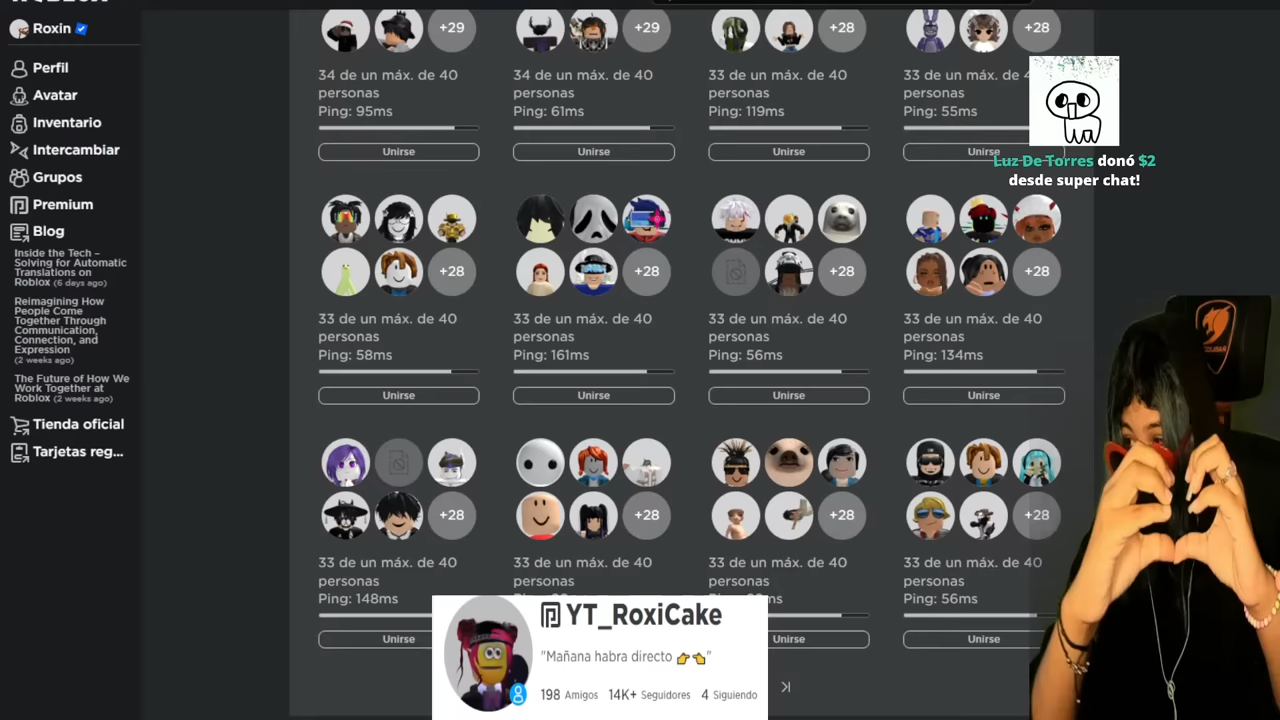 Roxin
Perfil
Avatar
Inventario
Intercambiar
Grupos
Premium
Blog
Inside the Tech –
Solving for Automatic
Translations on
Roblox (6 days ago)
Reimagining How
People Come
Together Through
Communication,
Connection, and
Expression
(2 weeks ago)
The Future of How We
Work Together at
Roblox (2 weeks ago)
Tienda oficial
Tarjetas reg...
+29
34 de un máx. de 40
personas
Ping: 95ms
Unirse
+29
34 de un máx. de 40
personas
Ping: 61ms
Unirse
+28
33 de un máx. de 40
personas
Ping: 119ms
Unirse
+28
33 de un máx. de 4
personas
Ping: 55ms
Unirse
Luz De Torres donó $2
desde super chat!
+28
33 de un máx. de 40
personas
Ping: 58ms
Unirse
+28
33 de un máx. de 40
personas
Ping: 161ms
Unirse
+28
33 de un máx. de 40
personas
Ping: 56ms
Unirse
+28
33 de un máx. de 40
personas
Ping: 134ms
Unirse
+28
33 de un máx. de 40
personas
Ping: 148ms
Unirse
+28
33 de un máx. de 40
personas
+28
33 de un máx. de 40
personas
Unirse
+28
33 de un máx. de 40
personas
Ping: 56ms
Unirse
YT_RoxiCake
"Mañana habra directo 👉👈"
198 Amigos 14K+ Seguidores 4 Siguiendo
COUGAR